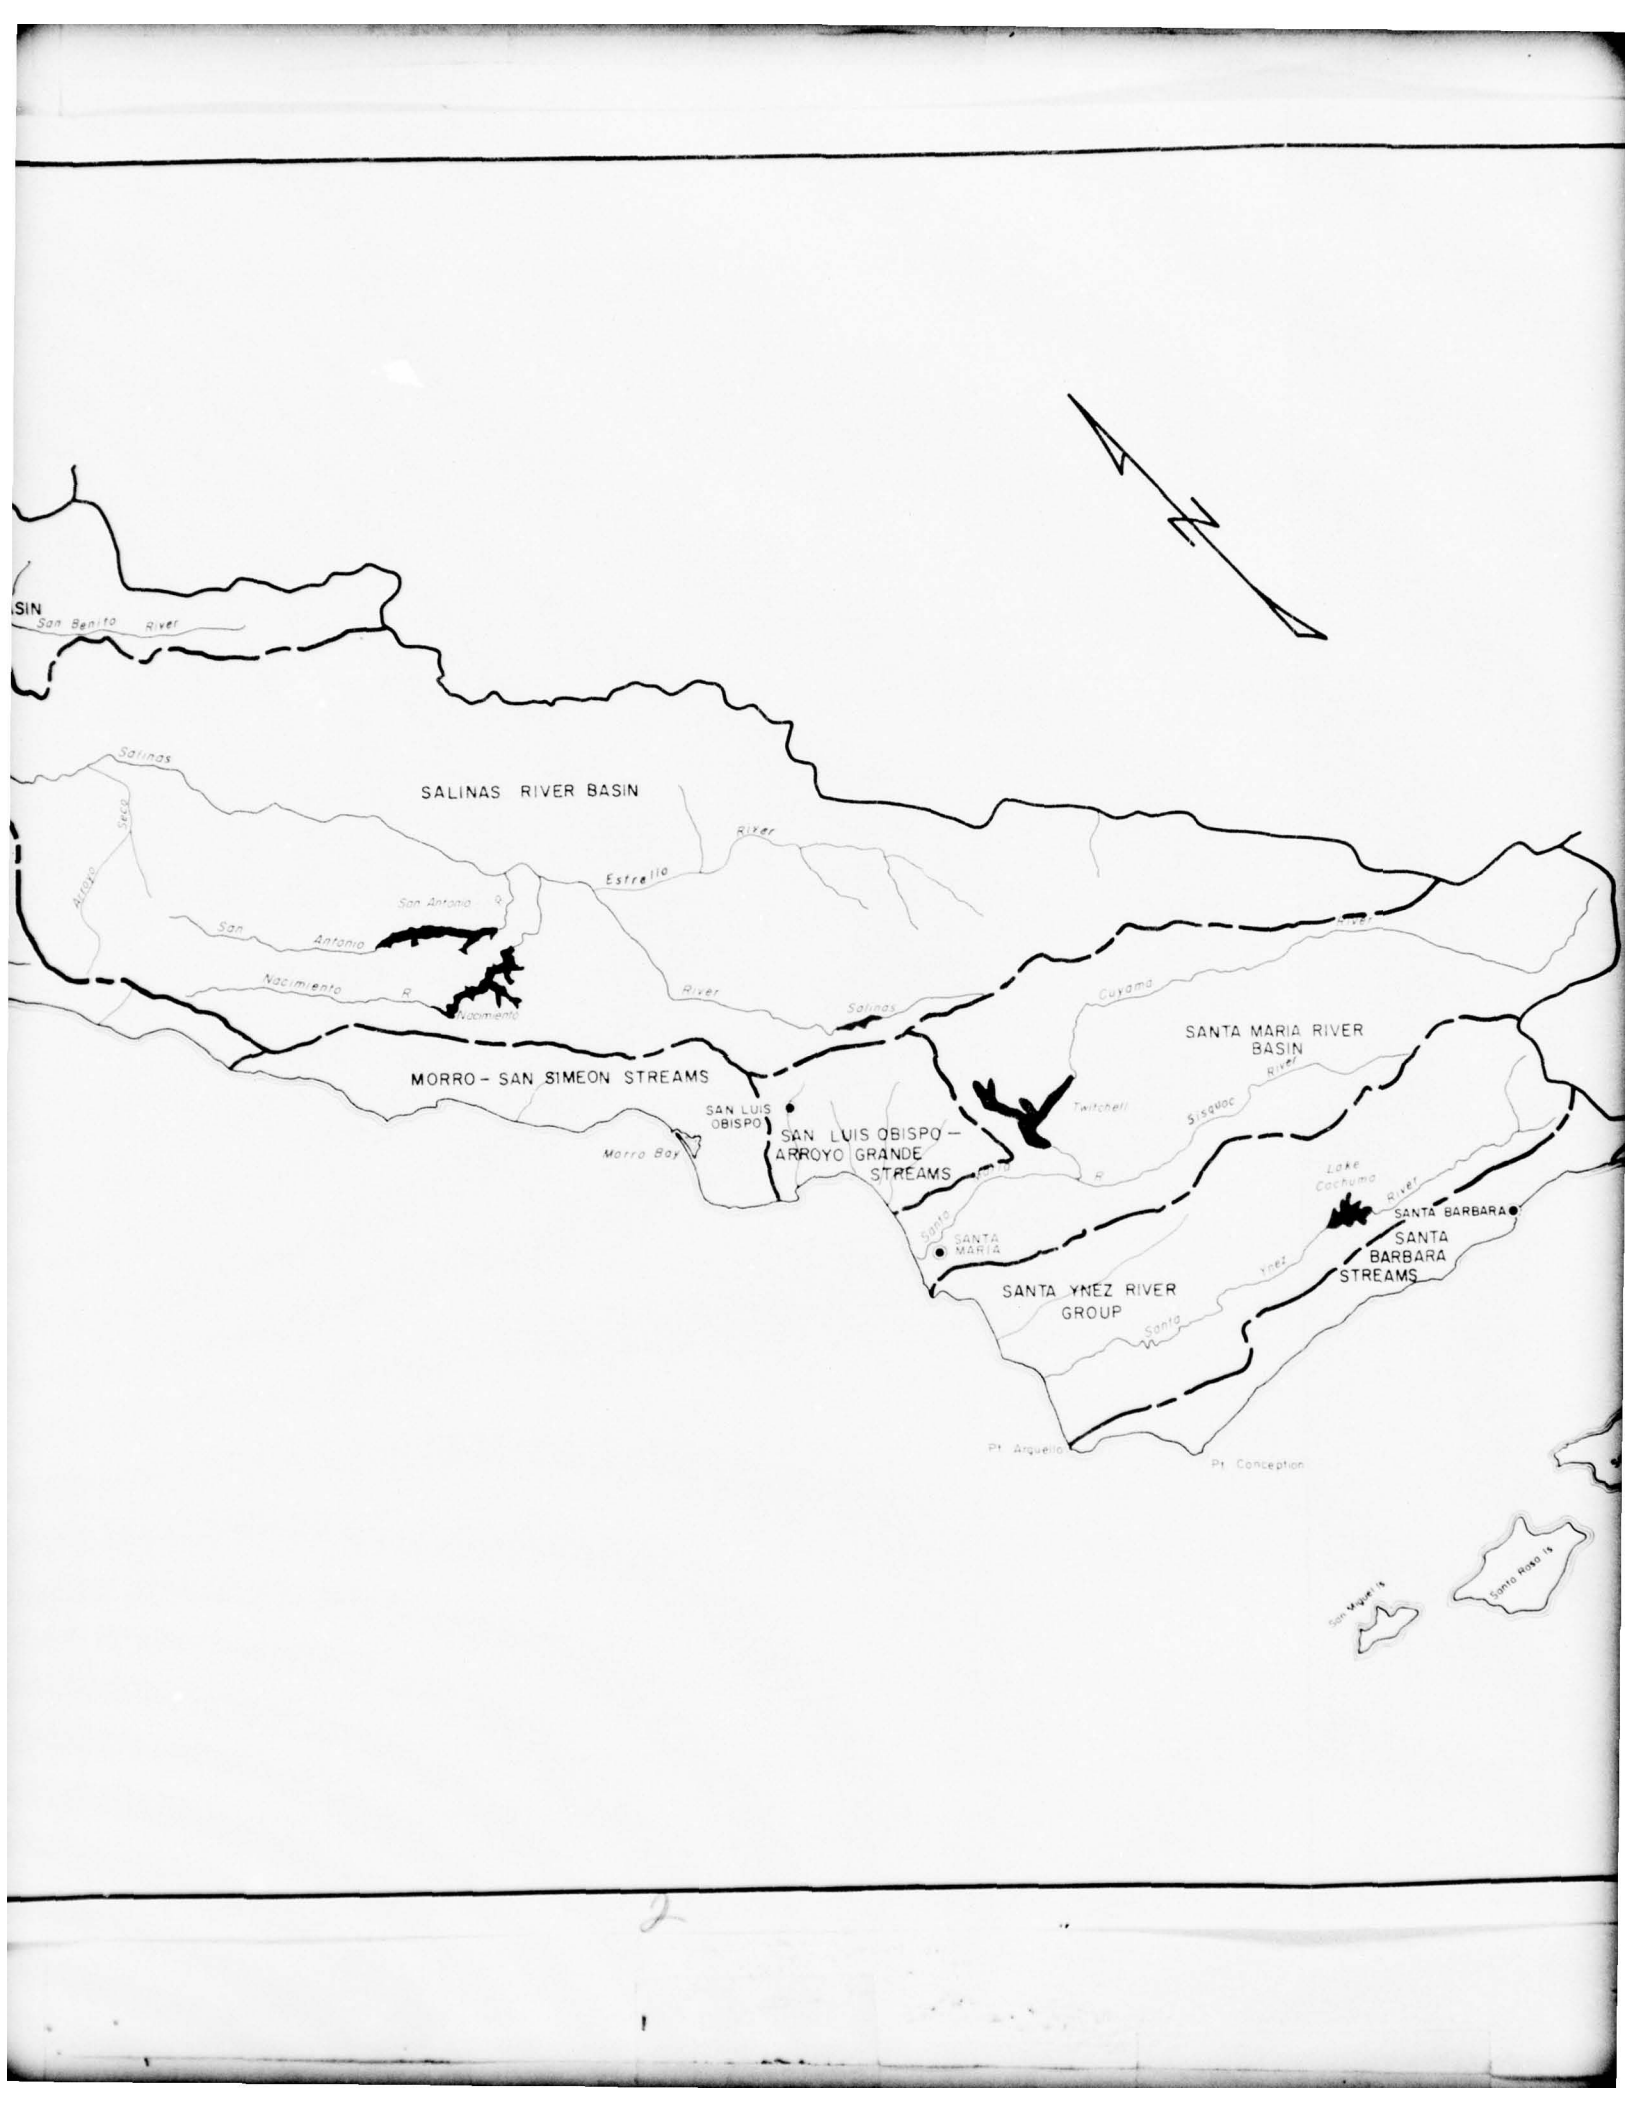 SIN
San Benito River
Salinas
SALINAS RIVER BASIN
Seco
Arroyo
Estrella
River
San Antonio R
San Antonio
Nacimiento R.
Nacimiento
River
Salinas
River
Cuyama
SANTA MARIA RIVER
BASIN
River
Sisquoc
MORRO - SAN SIMEON STREAMS
SAN LUIS
OBISPO
Morro Bay
SAN LUIS OBISPO -
ARROYO GRANDE
STREAMS
Twitchell
Maria
R
Santa
SANTA
MARIA
Lake
Cachuma
River
SANTA BARBARA
SANTA
BARBARA
STREAMS
SANTA YNEZ RIVER
GROUP
Ynez
Santa
Pt. Arguello
Pt. Conception
Santa Rosa Is
San Miguel Is
2